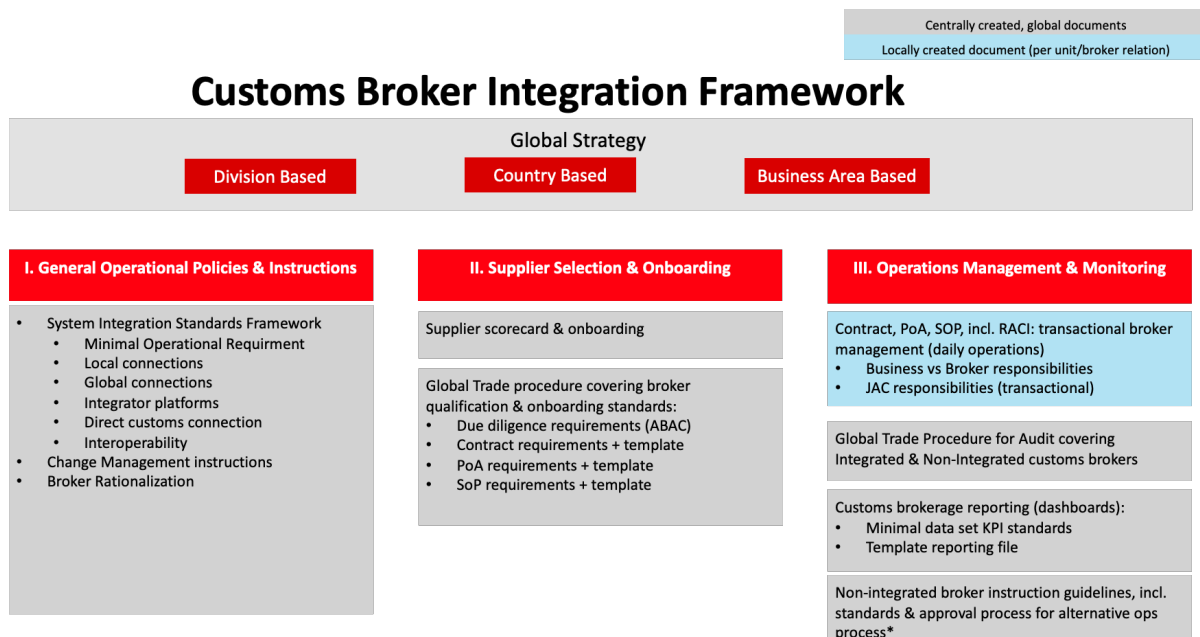 Centrally created, global documents
Locally created document (per unit/broker relation)
Customs Broker Integration Framework
Global Strategy
Division Based
Country Based
Business Area Based
I. General Operational Policies & Instructions
• System Integration Standards Framework
• Minimal Operational Requirment
• Local connections
• Global connections
• Integrator platforms
• Direct customs connection
• Interoperability
• Change Management instructions
• Broker Rationalization
II. Supplier Selection & Onboarding
Supplier scorecard & onboarding
Global Trade procedure covering broker
qualification & onboarding standards:
• Due diligence requirements (ABAC)
• Contract requirements + template
• PoA requirements + template
• SoP requirements + template
III. Operations Management & Monitoring
Contract, PoA, SOP, incl. RACI: transactional broker
management (daily operations)
• Business vs Broker responsibilities
• JAC responsibilities (transactional)
Global Trade Procedure for Audit covering
Integrated & Non-Integrated customs brokers
Customs brokerage reporting (dashboards):
• Minimal data set KPI standards
• Template reporting file
Non-integrated broker instruction guidelines, incl.
standards & approval process for alternative ops
process*